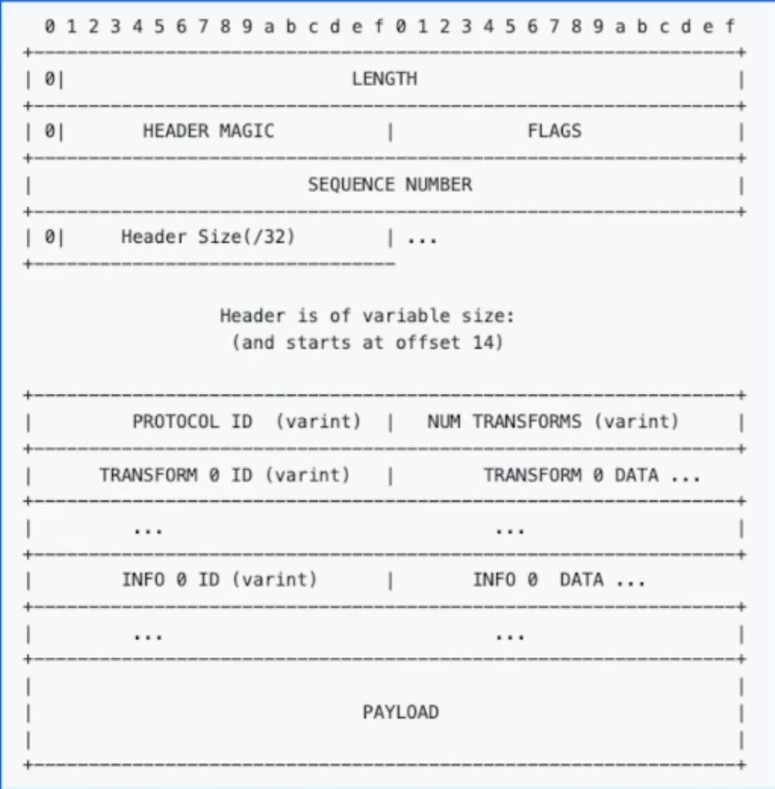 0 1 2 3 4 5 6 7 8 9 a b c d e f 0 1 2 3 4 5 6 7 8 9 a b c d e f
+----------------------------------------------------------------+
| 0|                          LENGTH                             |
+----------------------------------------------------------------+
| 0|       HEADER MAGIC          |            FLAGS              |
+----------------------------------------------------------------+
|                         SEQUENCE NUMBER                        |
+----------------------------------------------------------------+
| 0|     Header Size(/32)        | ...
+---------------------------------
Header is of variable size:
(and starts at offset 14)
+----------------------------------------------------------------+
|         PROTOCOL ID  (varint)  |   NUM TRANSFORMS (varint)     |
+----------------------------------------------------------------+
|      TRANSFORM 0 ID (varint)   |        TRANSFORM 0 DATA ...
+----------------------------------------------------------------+
|         ...                              ...                   |
+----------------------------------------------------------------+
|        INFO 0 ID (varint)      |       INFO 0  DATA ...
+----------------------------------------------------------------+
|         ...                              ...                   |
+----------------------------------------------------------------+
|                                                                |
|                              PAYLOAD                           |
|                                                                |
+----------------------------------------------------------------+